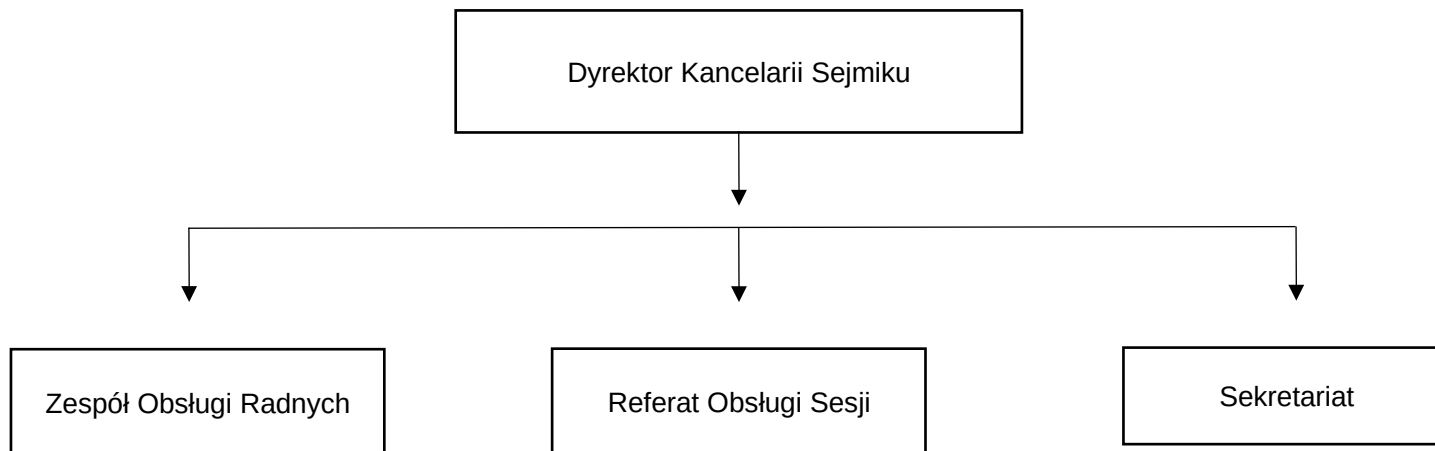 Dyrektor Kancelarii Sejmiku
Zespół Obsługi Radnych
Referat Obsługi Sesji
Sekretariat